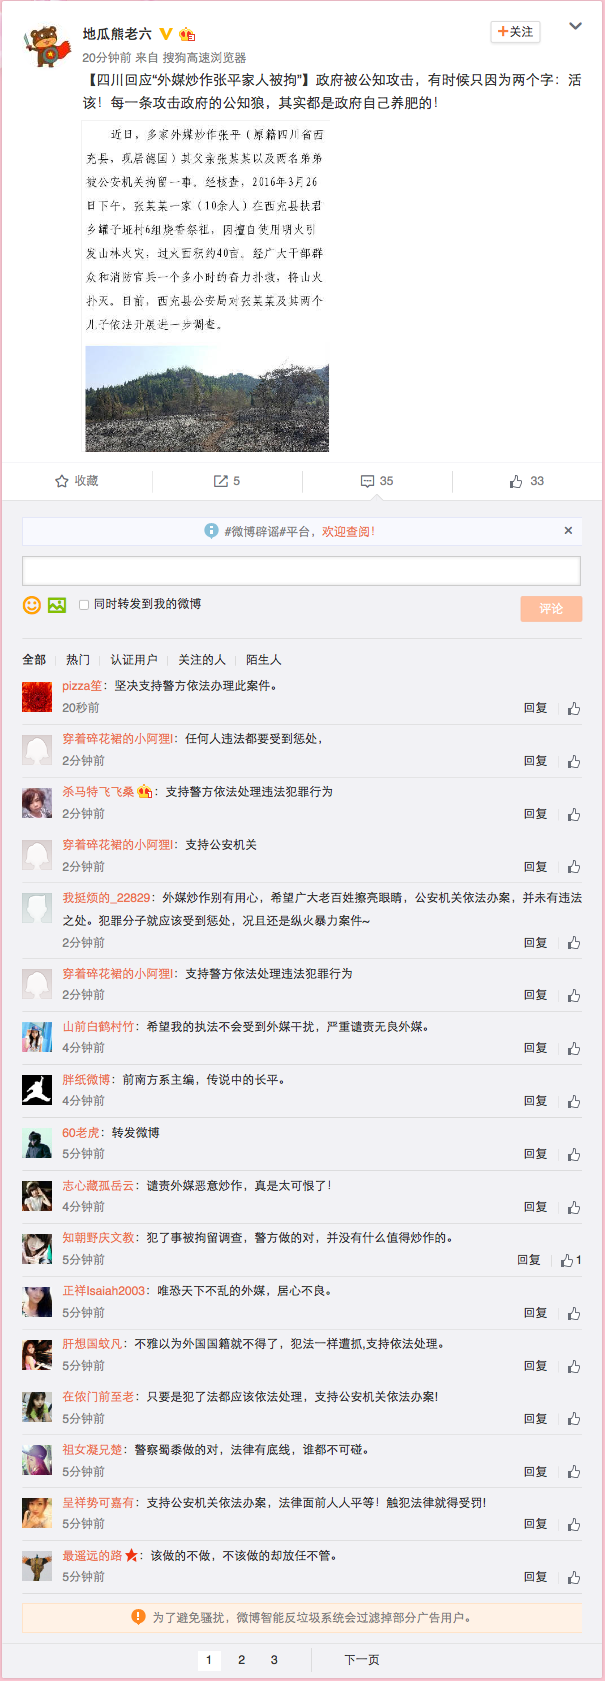 地瓜熊老六
+关注
20分钟前 来自 搜狗高速浏览器
【四川回应“外媒炒作张平家人被拘”】政府被公知攻击，有时候只因为两个字：活
该！每一条攻击政府的公知狼，其实都是政府自己养肥的！
近日，多家外媒炒作张平（原籍四川省西
充县，现居德国）其父亲张某某以及两名弟弟
被公安机关拘留一事。经核查，2016年3月26
日下午，张某某一家（10余人）在西充县扶君
乡罐子垭村6组烧香祭祖，因擅自使用明火引
发山林火灾，过火面积约40亩。经广大干部群
众和消防官兵一个多小时的奋力扑救，将山火
扑灭。目前，西充县公安局对张某某及其两个
儿子依法开展进一步调查。
收藏
5
35
33
#微博辟谣#平台，欢迎查阅！
同时转发到我的微博
评论
全部 热门 认证用户 关注的人 陌生人
pizza笙：坚决支持警方依法办理此案件。
20秒前 回复
穿着碎花裙的小阿狸l：任何人违法都要受到惩处，
2分钟前 回复
杀马特飞飞桑：支持警方依法处理违法犯罪行为
2分钟前 回复
穿着碎花裙的小阿狸l：支持公安机关
2分钟前 回复
我挺烦的_22829：外媒炒作别有用心，希望广大老百姓擦亮眼睛，公安机关依法办案，并未有违法
之处。犯罪分子就应该受到惩处，况且还是纵火暴力案件~
2分钟前 回复
穿着碎花裙的小阿狸l：支持警方依法处理违法犯罪行为
2分钟前 回复
山前白鹤村竹：希望我的执法不会受到外媒干扰，严重谴责无良外媒。
4分钟前 回复
胖纸微博：前南方系主编，传说中的长平。
4分钟前 回复
60老虎：转发微博
5分钟前 回复
志心藏孤岳云：谴责外媒恶意炒作，真是太可恨了！
4分钟前 回复
知朝野庆文教：犯了事被拘留调查，警方做的对，并没有什么值得炒作的。
5分钟前 回复 1
正祥Isaiah2003：唯恐天下不乱的外媒，居心不良。
5分钟前 回复
肝想国蚊凡：不雅以为外国国籍就不得了，犯法一样遭抓,支持依法处理。
5分钟前 回复
在侬门前至老：只要是犯了法都应该依法处理，支持公安机关依法办案!
5分钟前 回复
祖女凝兄楚：警察蜀黍做的对，法律有底线，谁都不可碰。
5分钟前 回复
呈祥势可嘉有：支持公安机关依法办案，法律面前人人平等！触犯法律就得受罚!
5分钟前 回复
最遥远的路：该做的不做，不该做的却放任不管。
5分钟前 回复
为了避免骚扰，微博智能反垃圾系统会过滤掉部分广告用户。
1 2 3 下一页